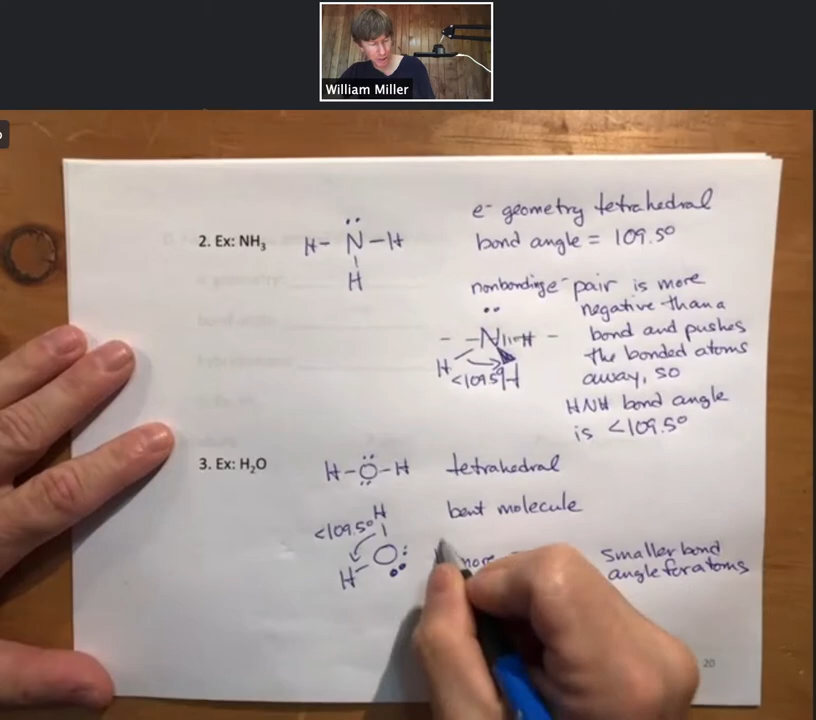 William Miller
2. Ex: NH3
H- N̈ -H
H
e- geometry tetrahedral
bond angle = 109.5°
nonbonding e- pair is more
negative than a
bond and pushes
the bonded atoms
away, so
HNH bond angle
is <109.5°
N H
H H
<109.5
3. Ex: H2O
H-Ö-H
tetrahedral
bent molecule
H
<109.5°
O
H
more
smaller bond
angle for atoms
20